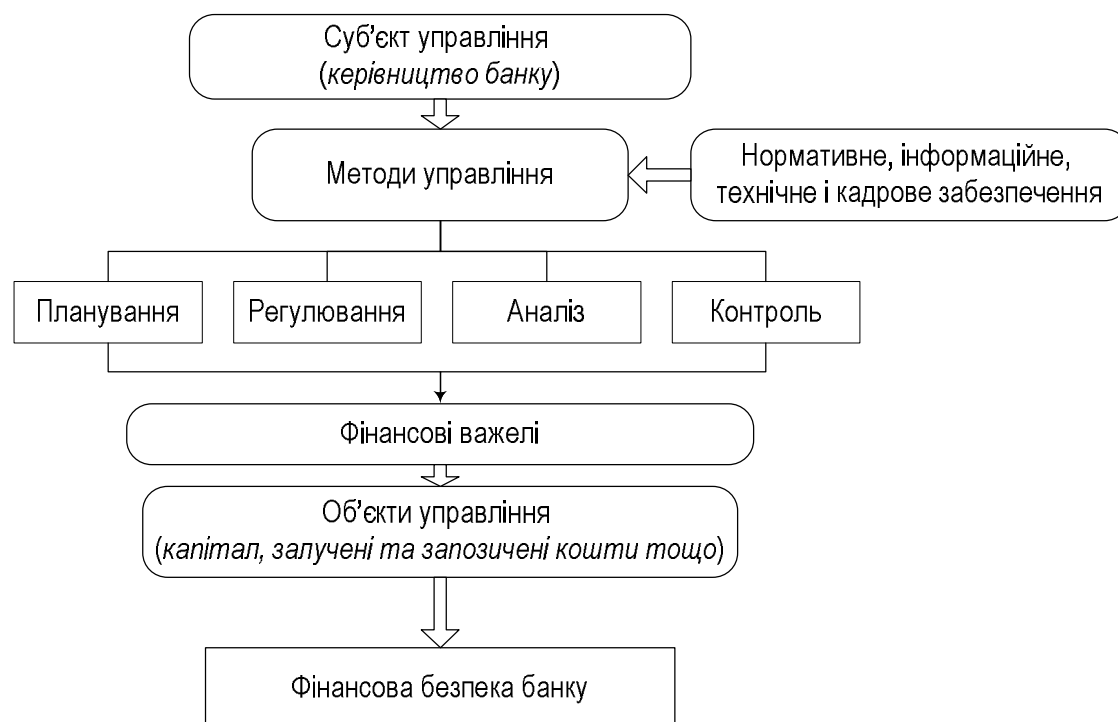 Суб’єкт управління
(керівництво банку)
Методи управління
Нормативне, інформаційне,
технічне і кадрове забезпечення
Планування
Регулювання
Аналіз
Контроль
Фінансові важелі
Об’єкти управління
(капітал, залучені та запозичені кошти тощо)
Фінансова безпека банку